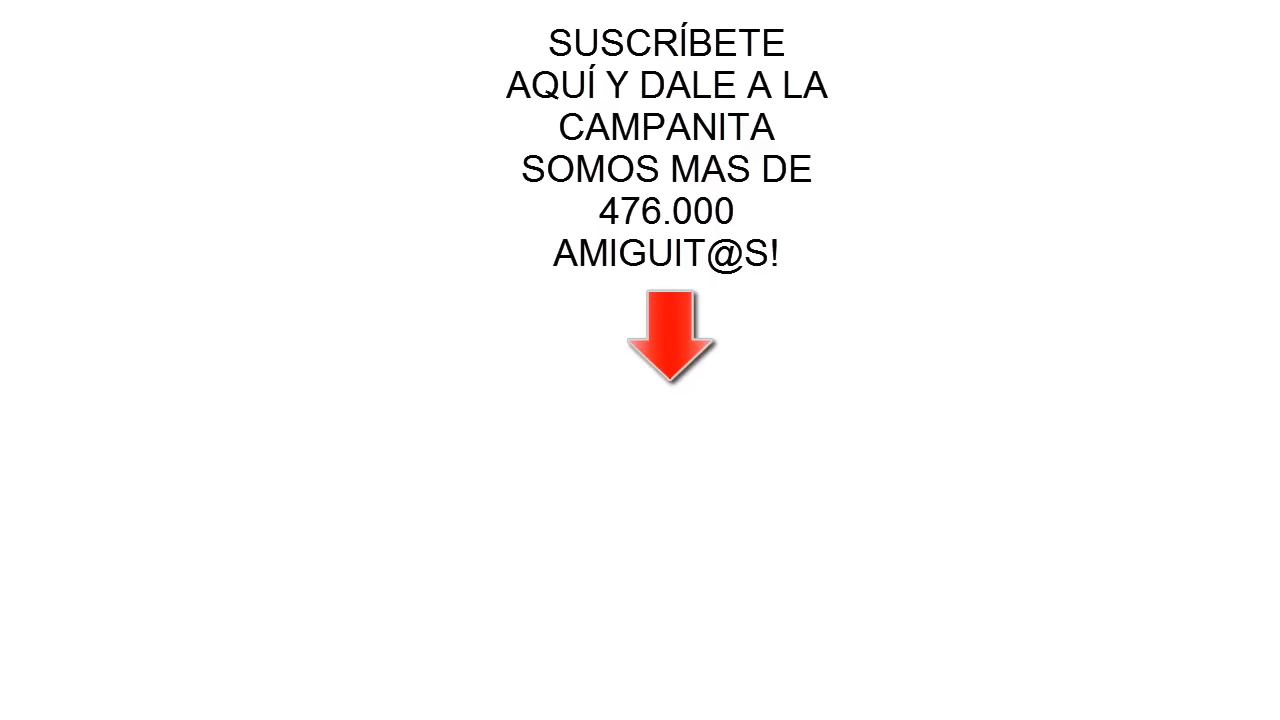 SUSCRÍBETE
AQUÍ Y DALE A LA
CAMPANITA
SOMOS MAS DE
476.000
AMIGUIT@S!